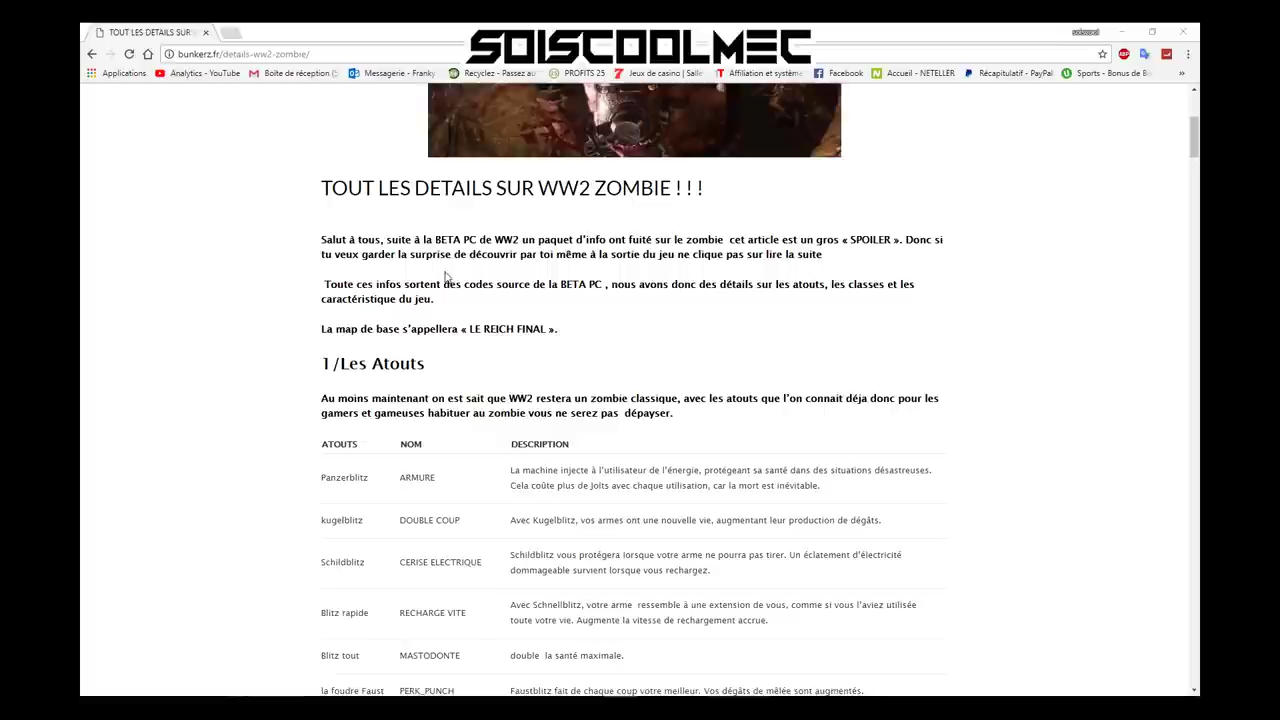 TOUT LES DETAILS SUR
SOISCOOLMEC
soiscool
bunkerz.fr/details-ww2-zombie/
Applications Analytics - YouTube Boîte de réception ( Messagerie - Franky Recyclez - Passez au PROFITS 25 Jeux de casino | Salle Affiliation et système Facebook Accueil - NETELLER Récapitulatif - PayPal Sports - Bonus de B »
TOUT LES DETAILS SUR WW2 ZOMBIE ! ! !
Salut à tous, suite à la BETA PC de WW2 un paquet d'info ont fuité sur le zombie cet article est un gros « SPOILER ». Donc si
tu veux garder la surprise de découvrir par toi même à la sortie du jeu ne clique pas sur lire la suite
Toute ces infos sortent des codes source de la BETA PC , nous avons donc des détails sur les atouts, les classes et les
caractéristique du jeu.
La map de base s'appellera « LE REICH FINAL ».
1/Les Atouts
Au moins maintenant on est sait que WW2 restera un zombie classique, avec les atouts que l'on connait déja donc pour les
gamers et gameuses habituer au zombie vous ne serez pas dépayser.
ATOUTS NOM DESCRIPTION
Panzerblitz ARMURE La machine injecte à l'utilisateur de l'énergie, protégeant sa santé dans des situations désastreuses.
Cela coûte plus de Jolts avec chaque utilisation, car la mort est inévitable.
kugelblitz DOUBLE COUP Avec Kugelblitz, vos armes ont une nouvelle vie, augmentant leur production de dégâts.
Schildblitz CERISE ELECTRIQUE Schildblitz vous protégera lorsque votre arme ne pourra pas tirer. Un éclatement d'électricité
dommageable survient lorsque vous rechargez.
Blitz rapide RECHARGE VITE Avec Schnellblitz, votre arme ressemble à une extension de vous, comme si vous l'aviez utilisée
toute votre vie. Augmente la vitesse de rechargement accrue.
Blitz tout MASTODONTE double la santé maximale.
la foudre Faust PERK_PUNCH Faustblitz fait de chaque coup votre meilleur. Vos dégâts de mêlée sont augmentés.